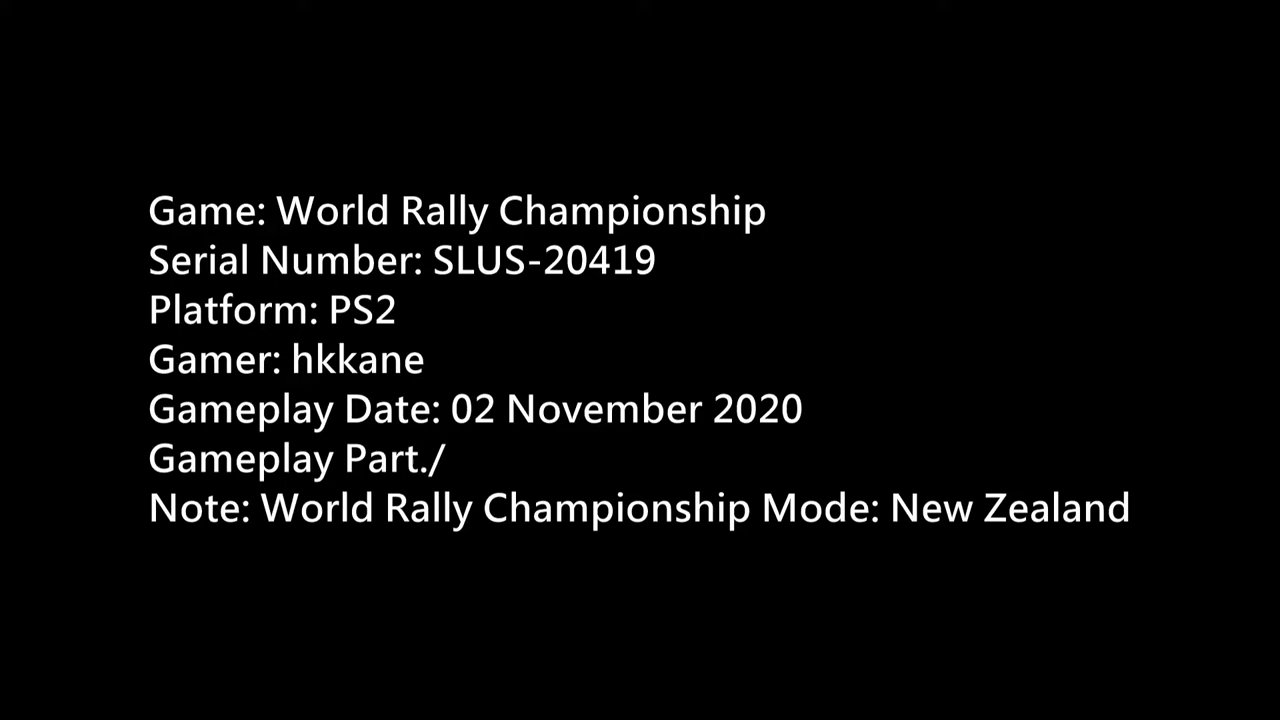 Game: World Rally Championship
Serial Number: SLUS-20419
Platform: PS2
Gamer: hkkane
Gameplay Date: 02 November 2020
Gameplay Part./
Note: World Rally Championship Mode: New Zealand